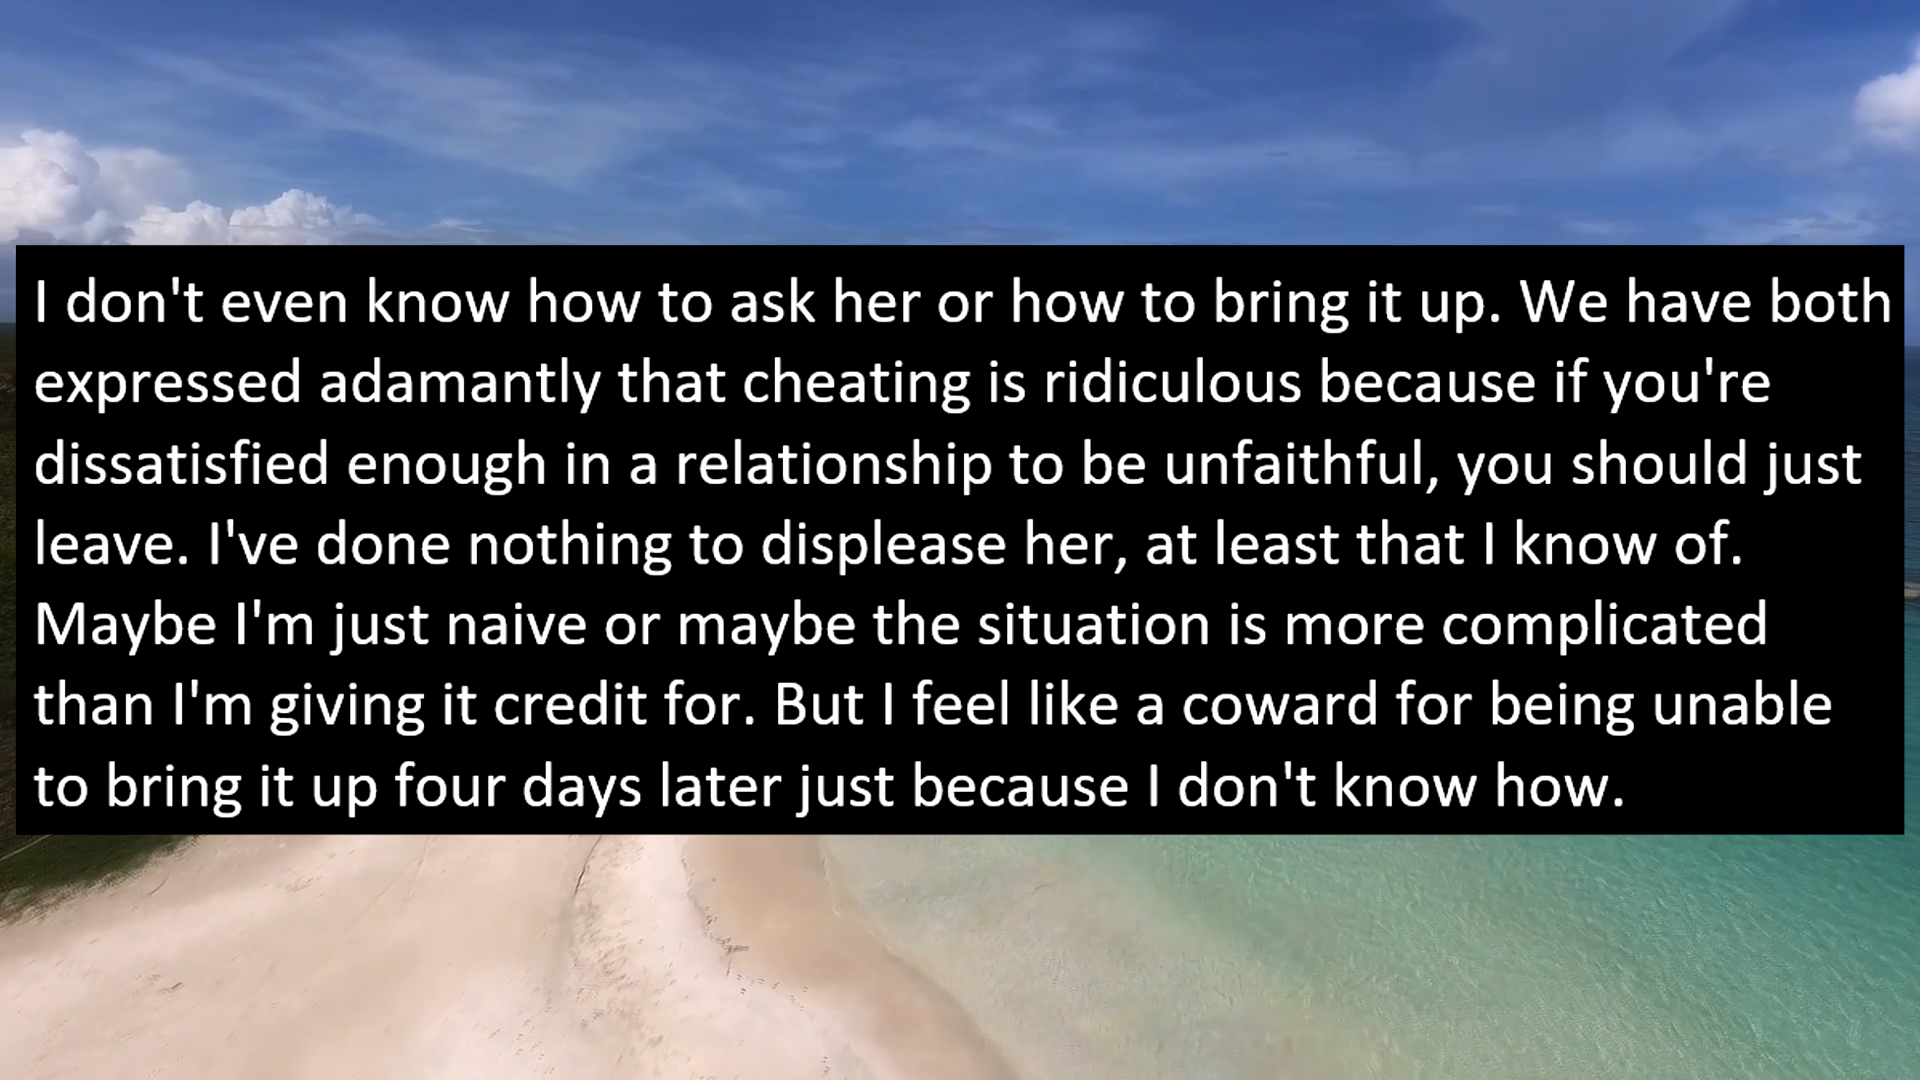 I don't even know how to ask her or how to bring it up. We have both
expressed adamantly that cheating is ridiculous because if you're
dissatisfied enough in a relationship to be unfaithful, you should just
leave. I've done nothing to displease her, at least that I know of.
Maybe I'm just naive or maybe the situation is more complicated
than I'm giving it credit for. But I feel like a coward for being unable
to bring it up four days later just because I don't know how.